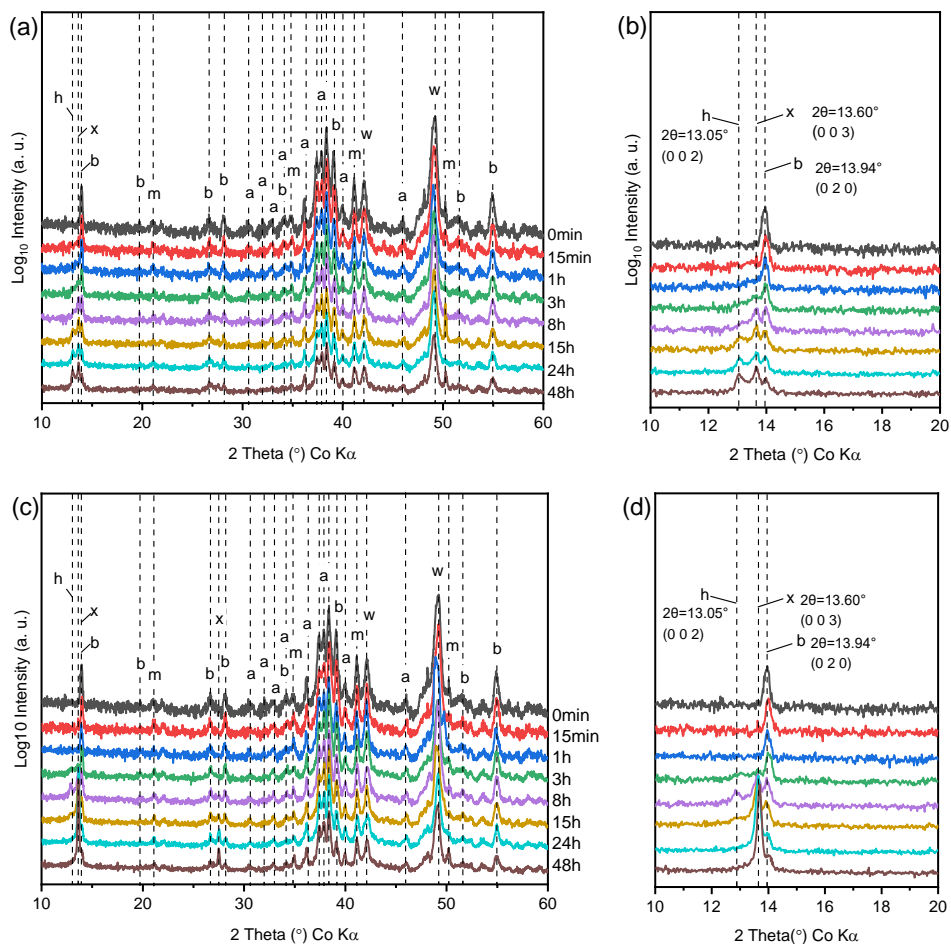 (a)
h
x
b
b
m
b
b
a
a
a
a
b
m
a
a
b
a
m
w
a
w
m
b
b
0min
15min
1h
3h
8h
15h
24h
48h
Log10 Intensity (a. u.)
10 20 30 40 50 60
2 Theta (°) Co Kα
(b)
h
2θ=13.05°
(0 0 2)
x 2θ=13.60°
(0 0 3)
b 2θ=13.94°
(0 2 0)
Log10 Intensity (a. u.)
10 12 14 16 18 20
2 Theta (°) Co Kα
(c)
h
x
b
b
m
b
x
b
a
a
a
a
b
m
a
a
b
a
m
w
a
w
m
b
b
0min
15min
1h
3h
8h
15h
24h
48h
Log10 Intensity (a. u.)
10 20 30 40 50 60
2 Theta (°) Co Kα
(d)
h
2θ=13.05°
(0 0 2)
x 2θ=13.60°
(0 0 3)
b 2θ=13.94°
(0 2 0)
10 12 14 16 18 20
2 Theta(°) Co Kα